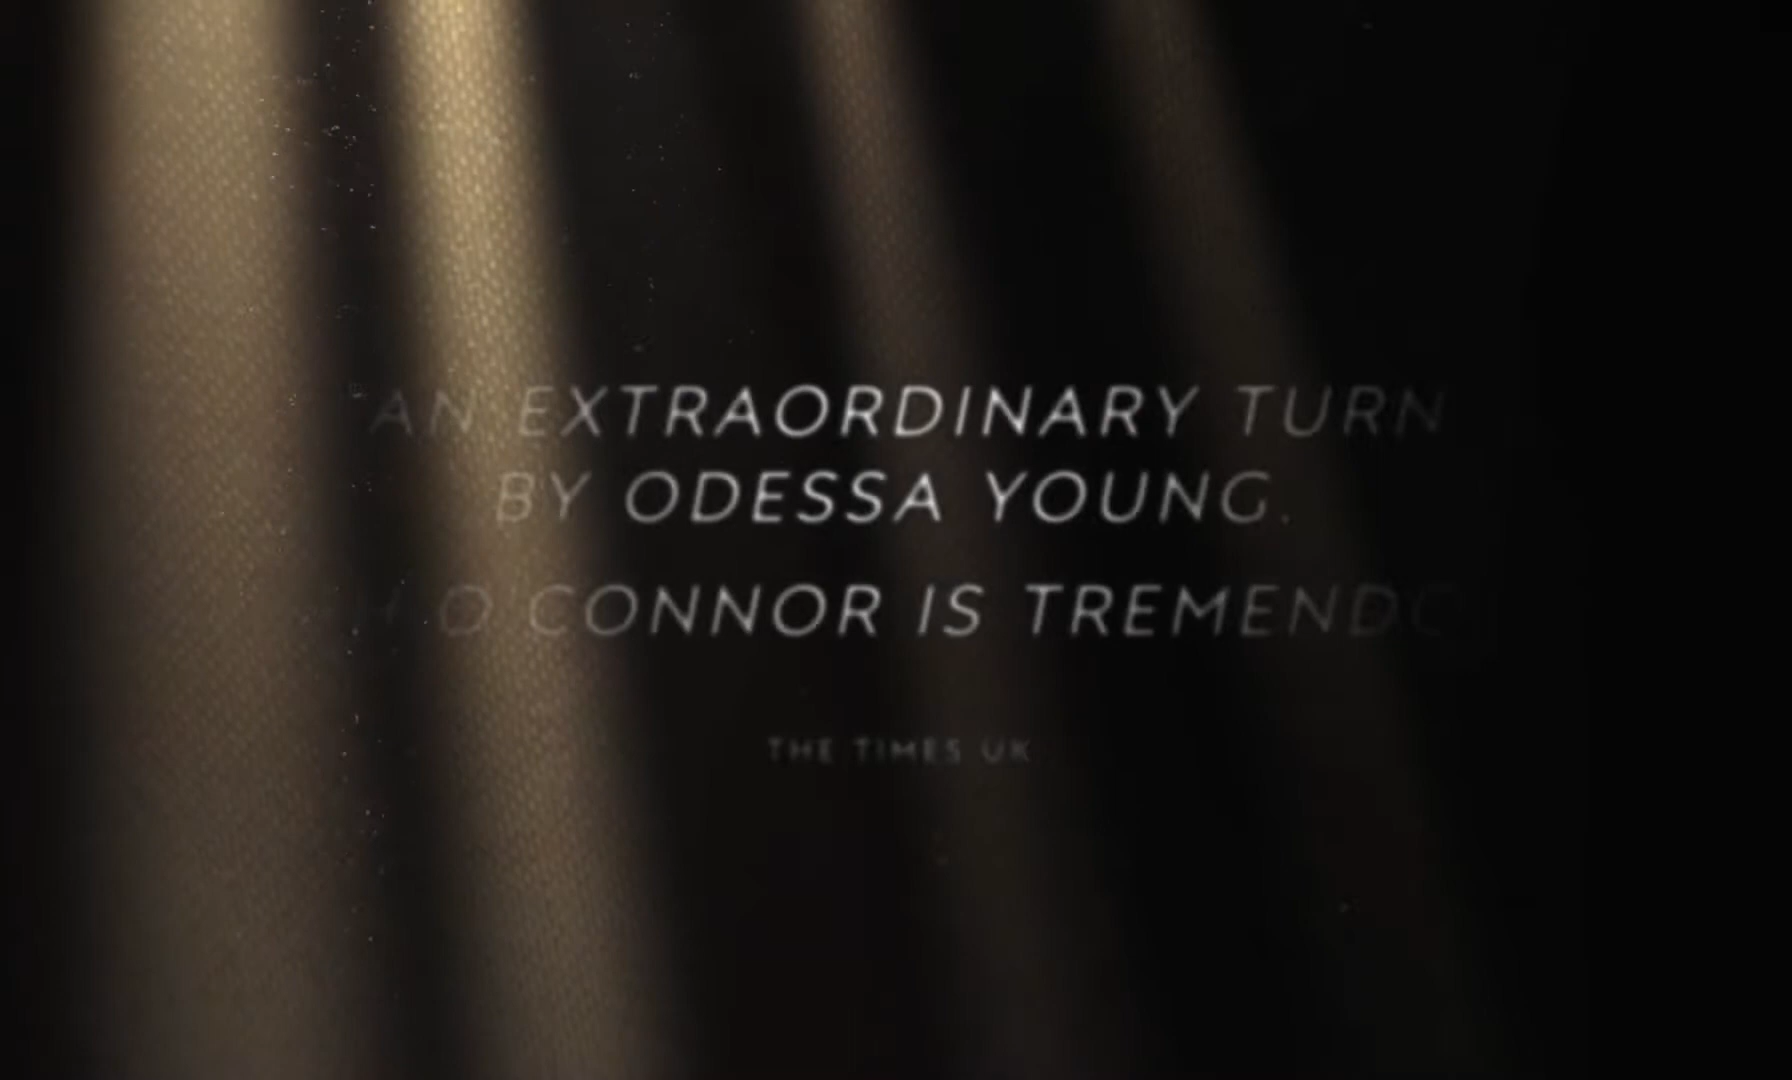 AN EXTRAORDINARY TURN
BY ODESSA YOUNG.
O CONNOR IS
THE TIMES UK